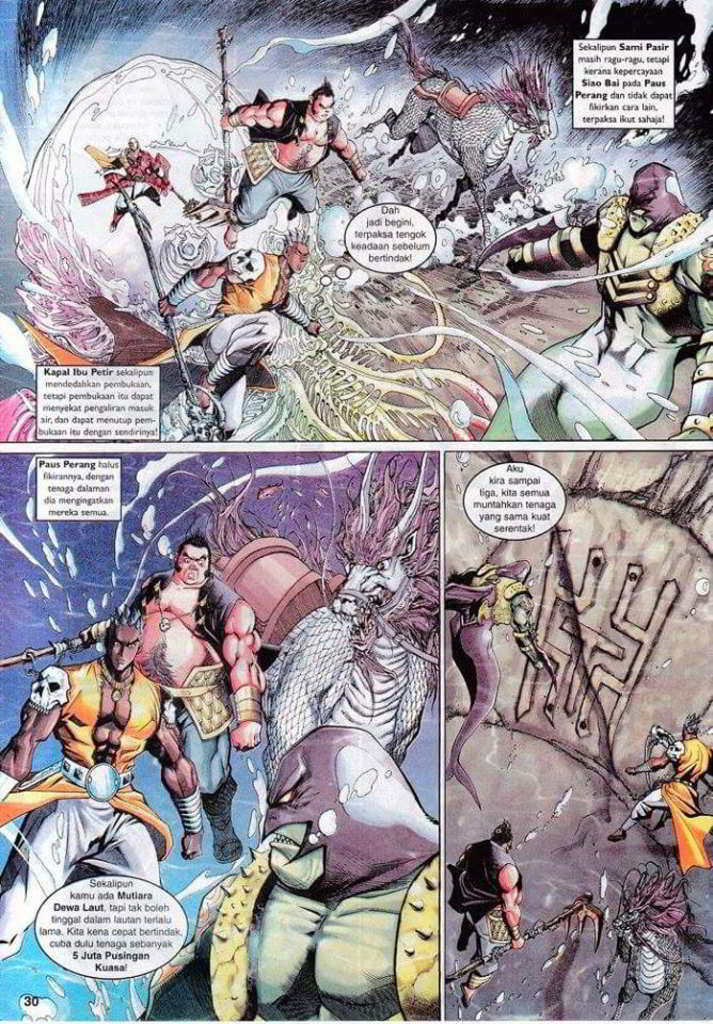 Sekalipun Sami Pasir
masih ragu-ragu, tetapi
kerana kepercayaan
Siao Bai pada Paus
Perang dan tidak dapat
fikirkan cara lain,
terpaksa ikut sahaja!
Dah
jadi begini,
terpaksa tengok
keadaan sebelum
bertindak!
Kapal Ibu Petir sekalipun
mendedahkan pembukaan,
tetapi pembukaan itu dapat
menyekat pengaliran masuk
air, dan dapat menutup pem-
bukaan itu dengan sendirinya!
Paus Perang halus
fikirannya, dengan
tenaga dalaman
dia mengingatkan
mereka semua.
Sekalipun
kamu ada Mutiara
Dewa Laut, tapi tak boleh
tinggal dalam lautan terlalu
lama. Kita kena cepat bertindak,
cuba dulu tenaga sebanyak
5 Juta Pusingan
Kuasa!
Aku
kira sampai
tiga, kita semua
muntahkan tenaga
yang sama kuat
serentak!
30